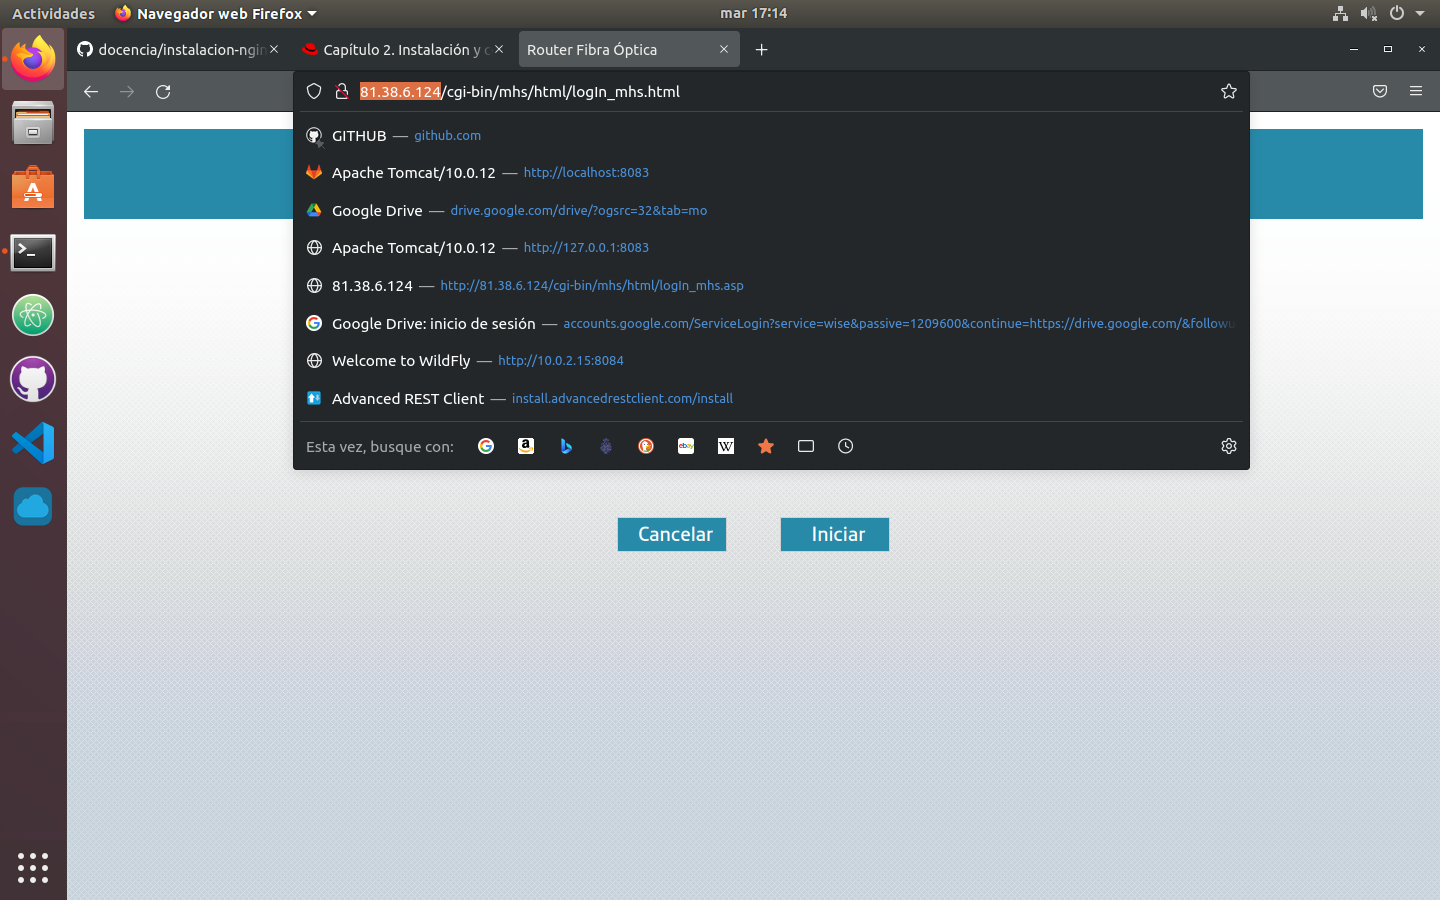 Actividades
Navegador web Firefox
mar 17:14
docencia/instalacion-ngin
Capítulo 2. Instalación y c
Router Fibra Óptica
81.38.6.124/cgi-bin/mhs/html/logIn_mhs.html
GITHUB — github.com
Apache Tomcat/10.0.12 — http://localhost:8083
Google Drive — drive.google.com/drive/?ogsrc=32&tab=mo
Apache Tomcat/10.0.12 — http://127.0.0.1:8083
81.38.6.124 — http://81.38.6.124/cgi-bin/mhs/html/logIn_mhs.asp
Google Drive: inicio de sesión — accounts.google.com/ServiceLogin?service=wise&passive=1209600&continue=https://drive.google.com/&followu
Welcome to WildFly — http://10.0.2.15:8084
Advanced REST Client — install.advancedrestclient.com/install
Esta vez, busque con:
Cancelar
Iniciar